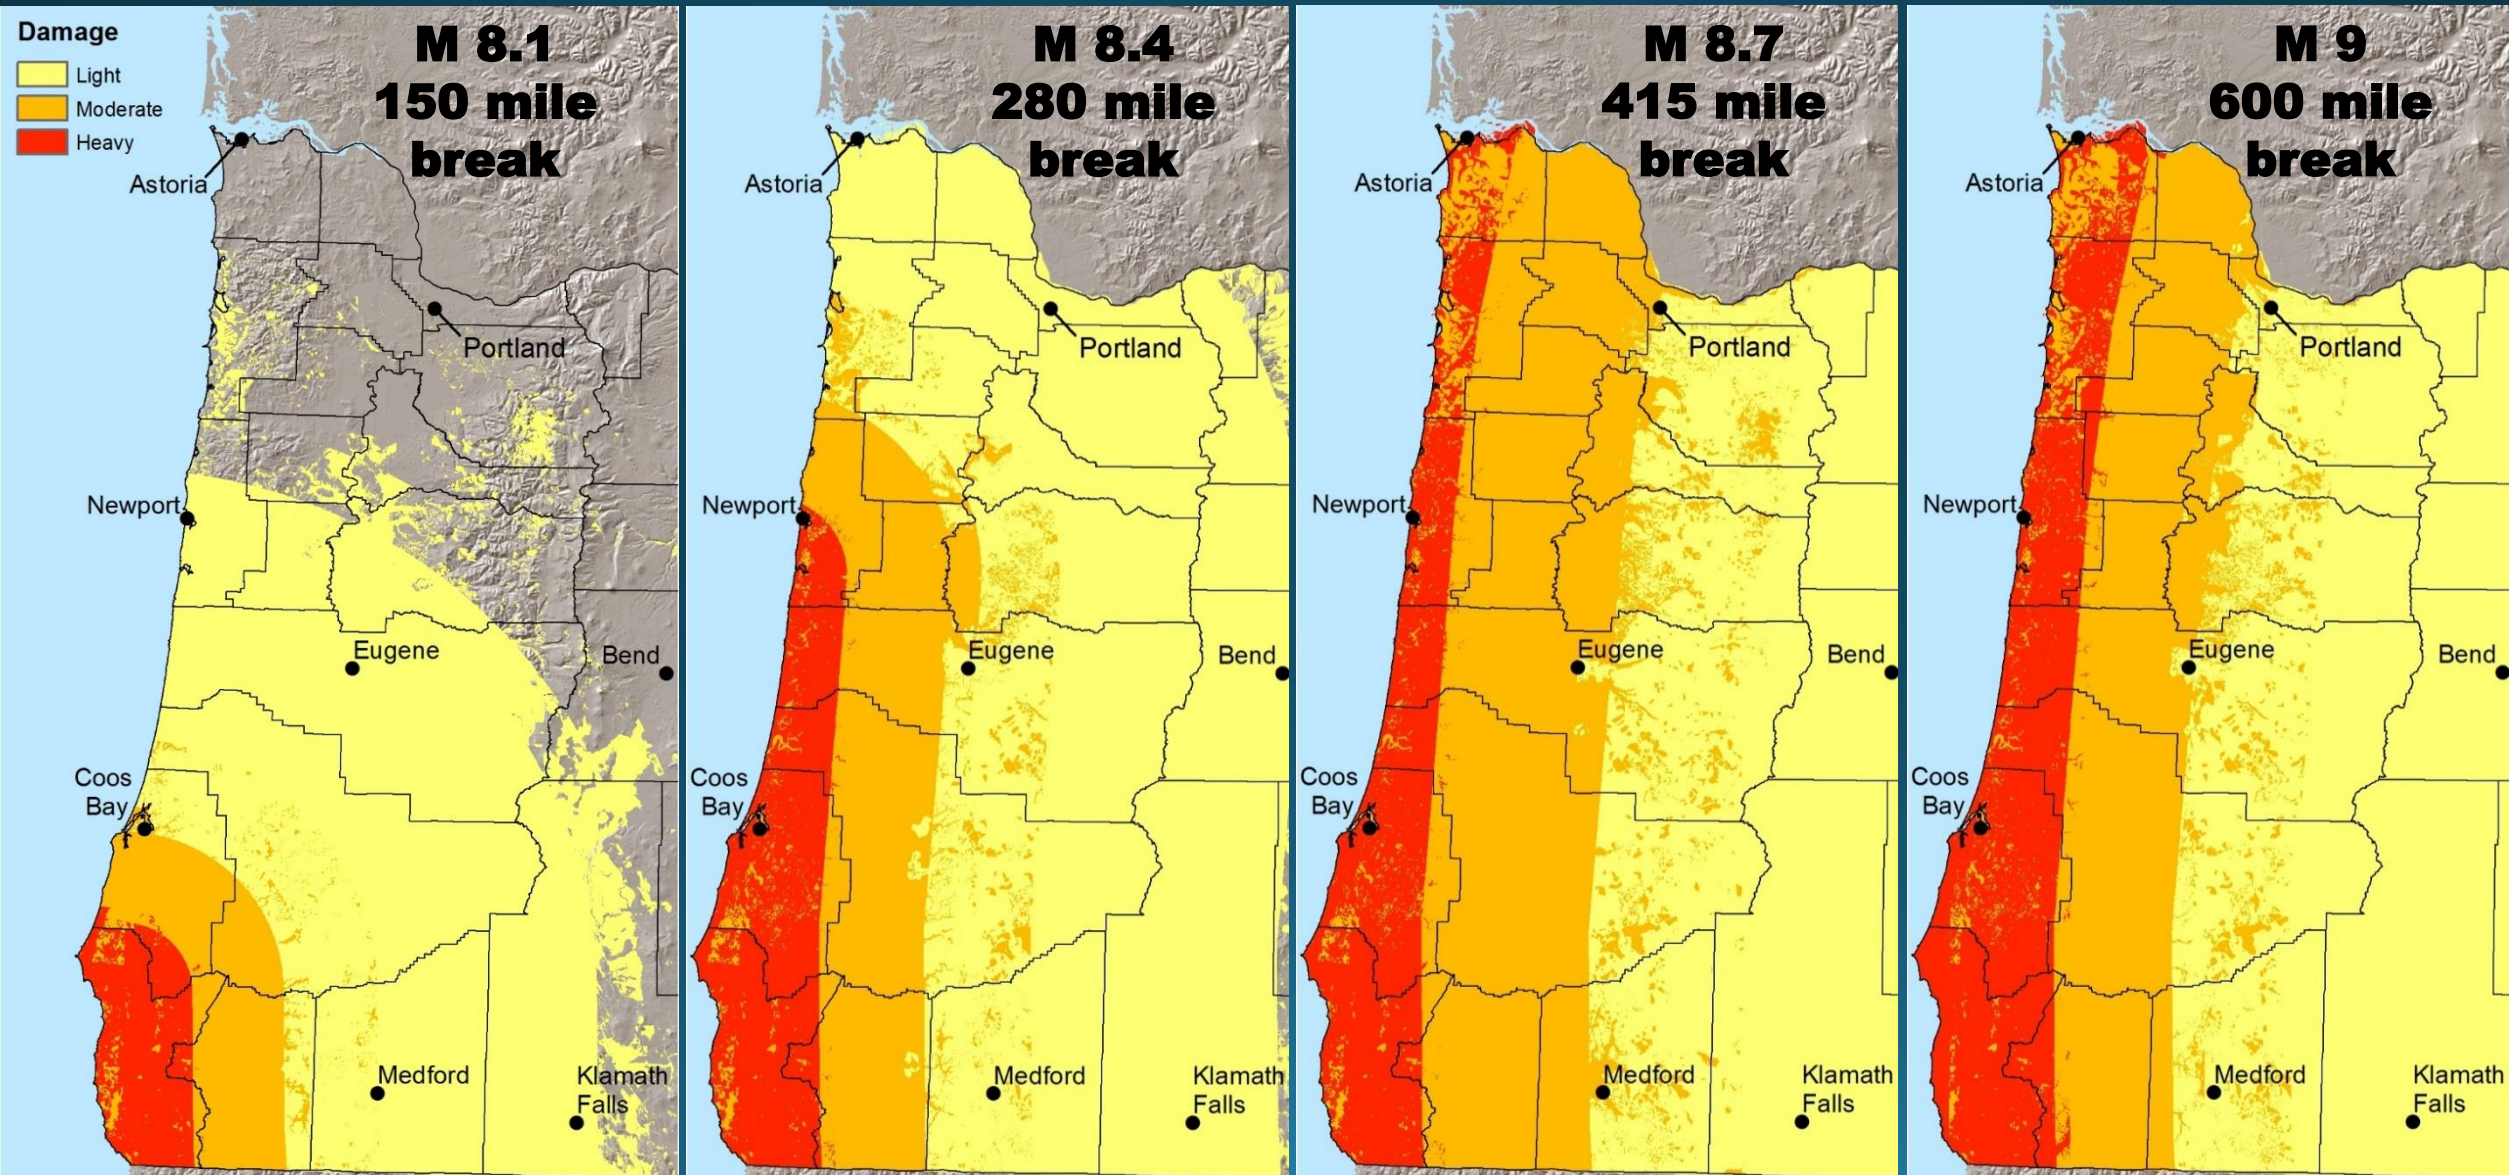 Damage
Light
Moderate
Heavy
M 8.1
150 mile
break
Astoria
Portland
Newport
Eugene
Bend
Coos
Bay
Medford
Klamath
Falls
M 8.4
280 mile
break
Astoria
Portland
Newport
Eugene
Bend
Coos
Bay
Medford
Klamath
Falls
M 8.7
415 mile
break
Astoria
Portland
Newport
Eugene
Bend
Coos
Bay
Medford
Klamath
Falls
M 9
600 mile
break
Astoria
Portland
Newport
Eugene
Bend
Coos
Bay
Medford
Klamath
Falls